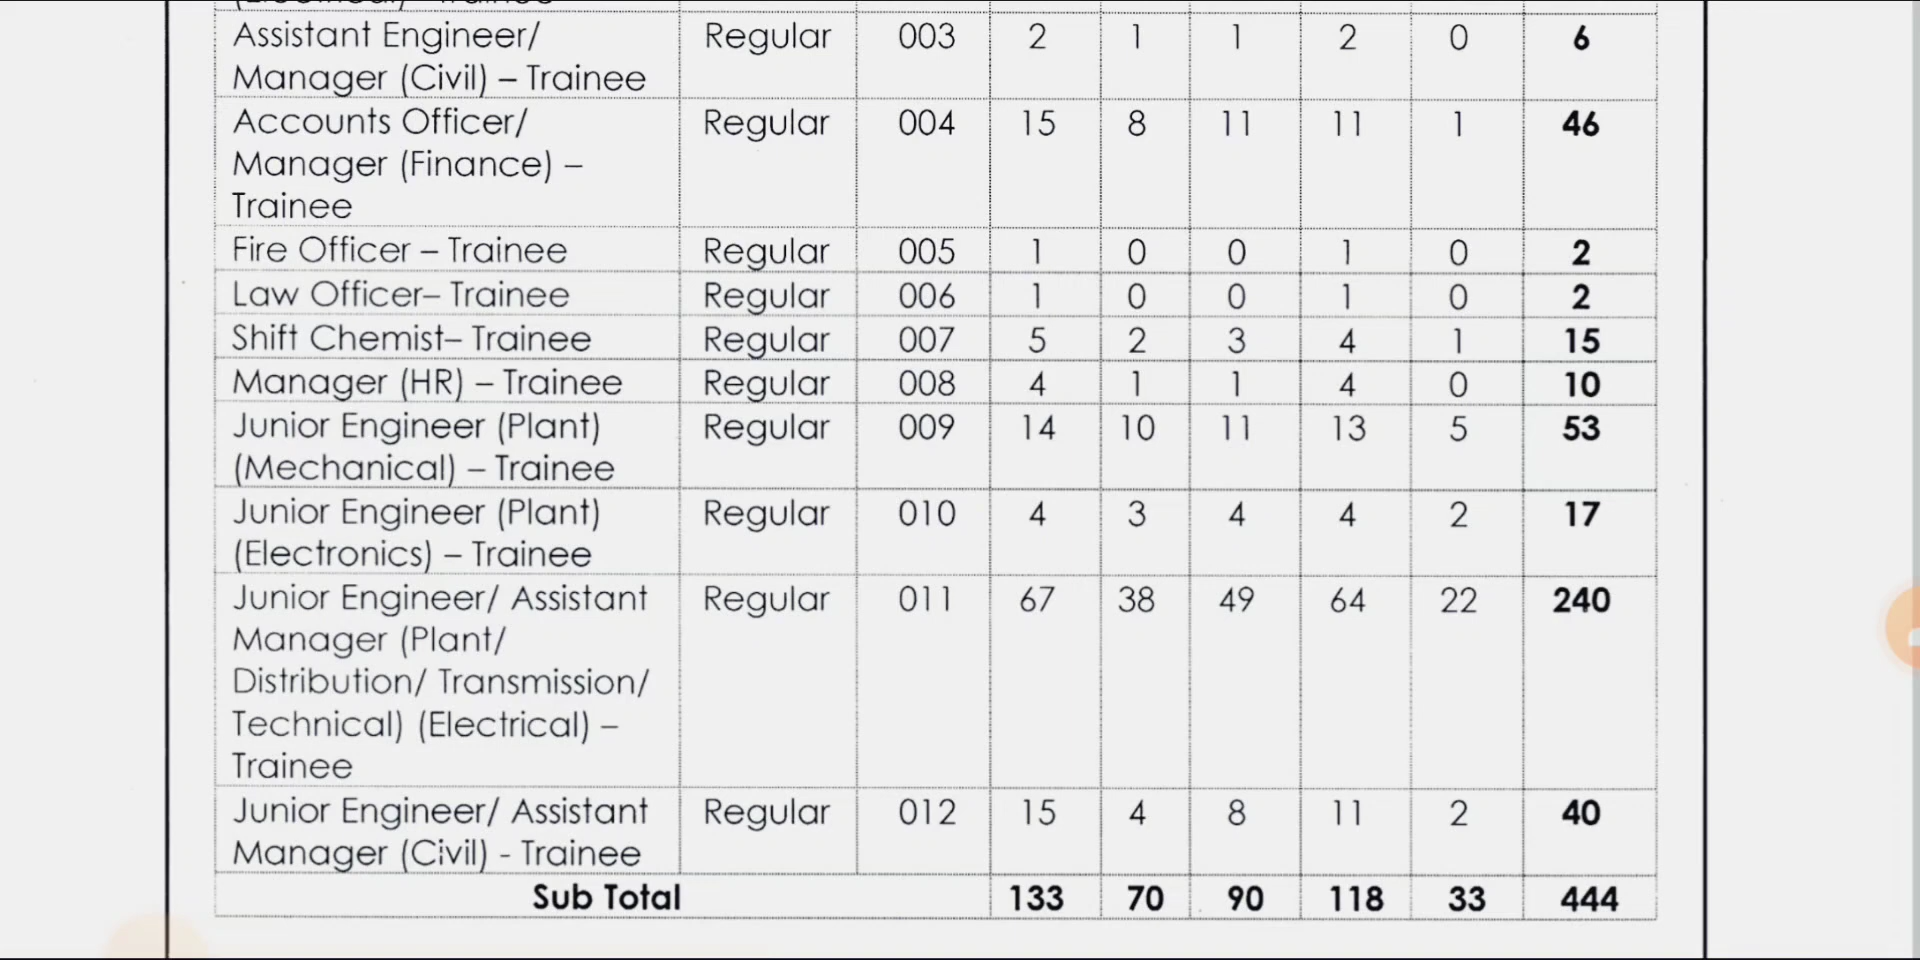 Assistant Engineer/ Regular 003 2 1 1 2 0 6
Manager (Civil) – Trainee
Accounts Officer/ Regular 004 15 8 11 11 1 46
Manager (Finance) –
Trainee
Fire Officer – Trainee Regular 005 1 0 0 1 0 2
Law Officer– Trainee Regular 006 1 0 0 1 0 2
Shift Chemist– Trainee Regular 007 5 2 3 4 1 15
Manager (HR) – Trainee Regular 008 4 1 1 4 0 10
Junior Engineer (Plant) Regular 009 14 10 11 13 5 53
(Mechanical) – Trainee
Junior Engineer (Plant) Regular 010 4 3 4 4 2 17
(Electronics) – Trainee
Junior Engineer/ Assistant Regular 011 67 38 49 64 22 240
Manager (Plant/
Distribution/ Transmission/
Technical) (Electrical) –
Trainee
Junior Engineer/ Assistant Regular 012 15 4 8 11 2 40
Manager (Civil) - Trainee
Sub Total 133 70 90 118 33 444